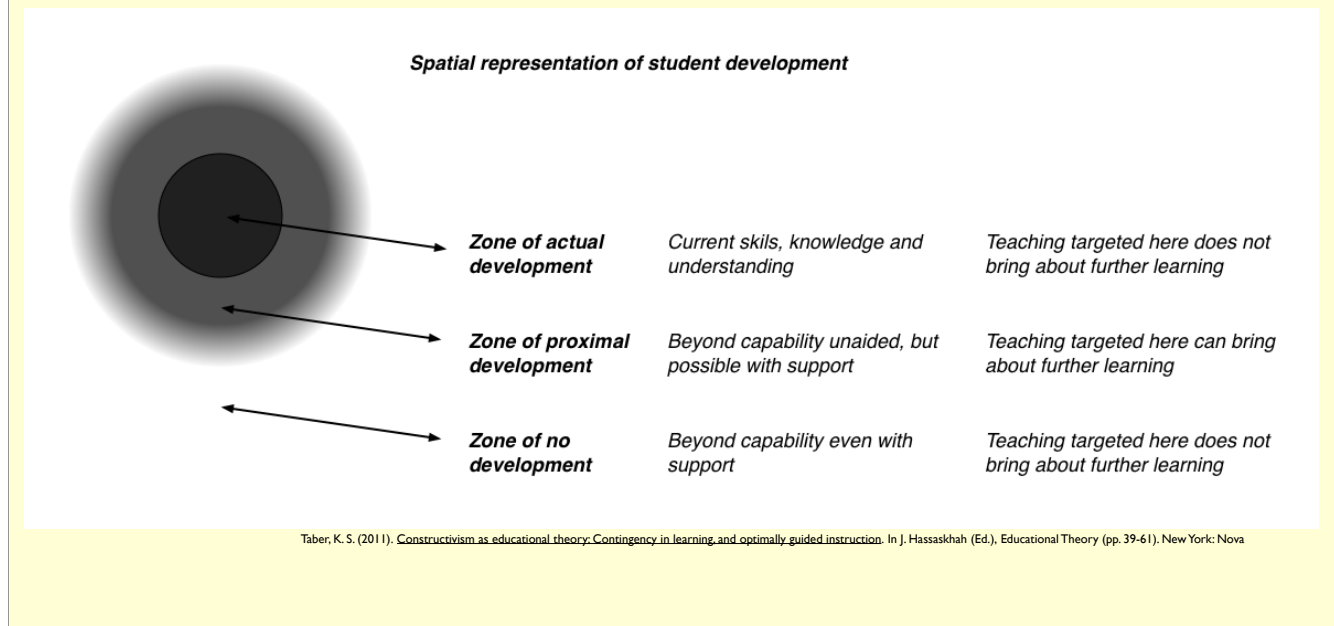 Spatial representation of student development
Zone of actual
development
Current skils, knowledge and
understanding
Teaching targeted here does not
bring about further learning
Zone of proximal
development
Beyond capability unaided, but
possible with support
Teaching targeted here can bring
about further learning
Zone of no
development
Beyond capability even with
support
Teaching targeted here does not
bring about further learning
Taber, K. S. (2011). Constructivism as educational theory: Contingency in learning, and optimally guided instruction. In J. Hassaskhah (Ed.), Educational Theory (pp. 39-61). New York: Nova